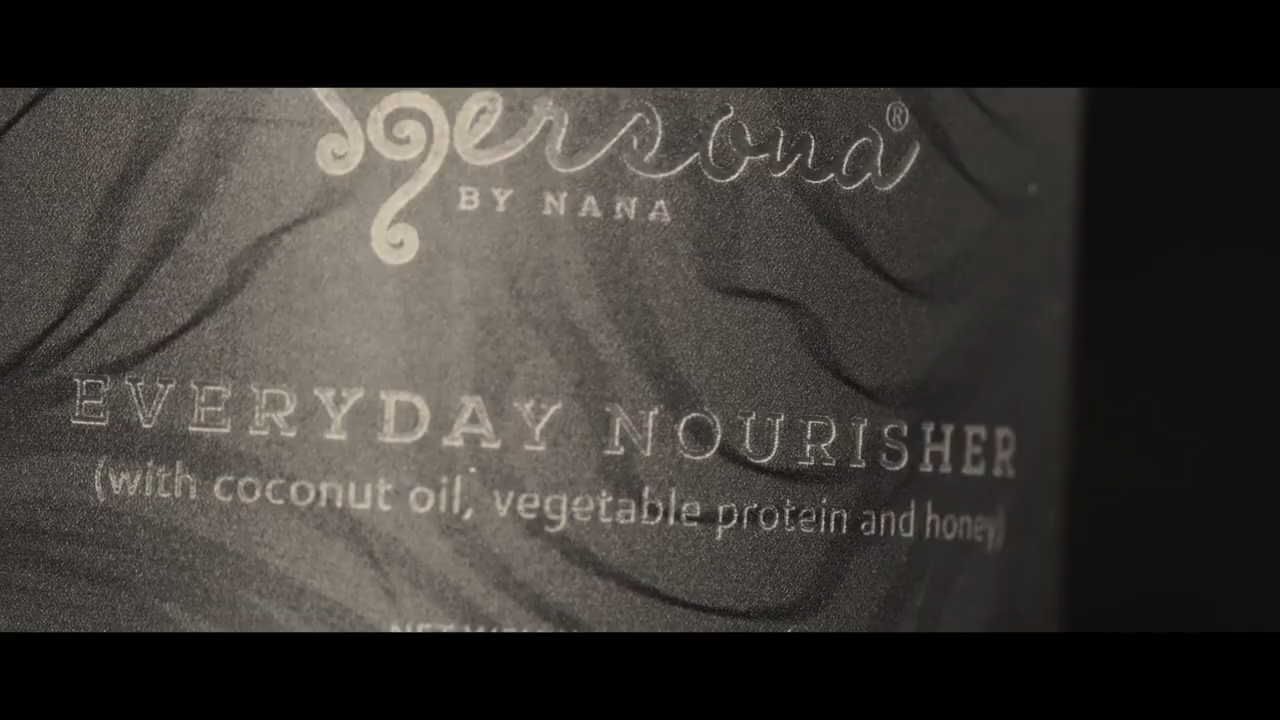 Persona®
BY NANA
EVERYDAY NOURISHER
(with coconut oil, vegetable protein and honey)